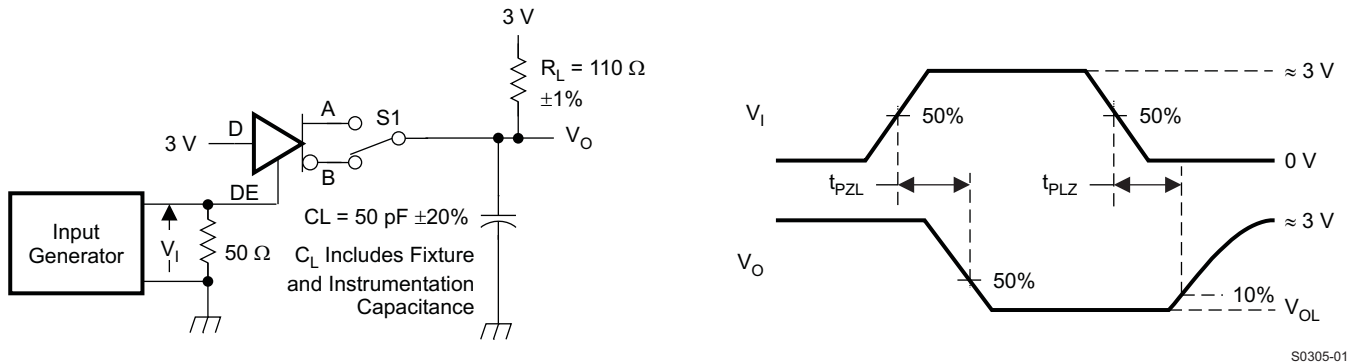 3 V
R_L = 110 Ω
±1%
A
S1
D
3 V
V_O
B
DE
Input
Generator
V_I
50 Ω
CL = 50 pF ±20%
C_L Includes Fixture
and Instrumentation
Capacitance
≈ 3 V
V_I
50%
50%
0 V
t_PZL
t_PLZ
≈ 3 V
V_O
50%
10%
V_OL
S0305-01